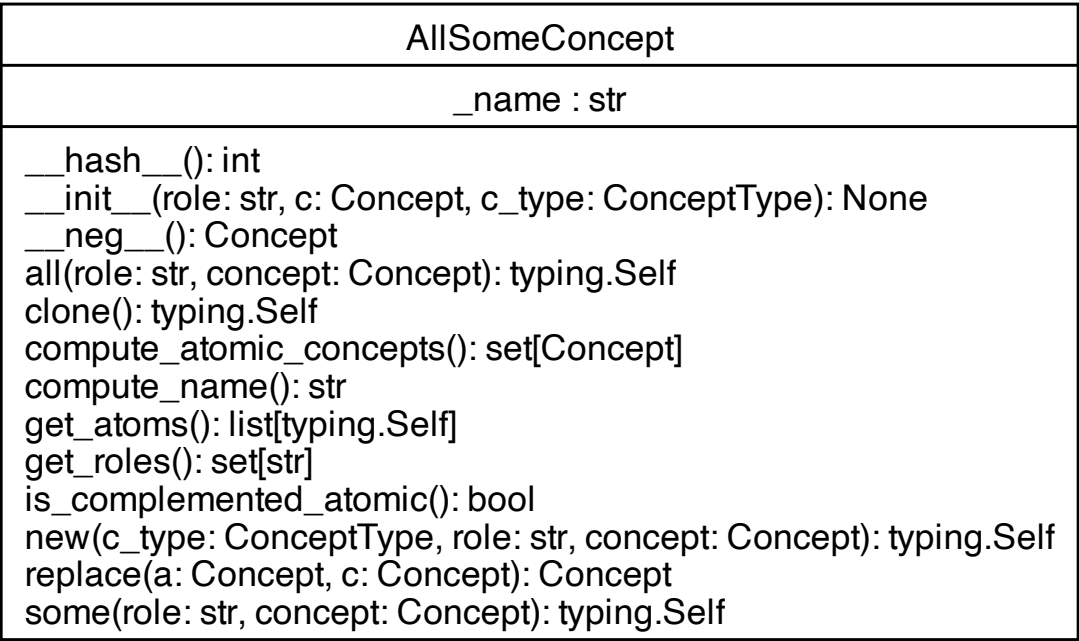 AllSomeConcept
_name : str
__hash__(): int
__init__(role: str, c: Concept, c_type: ConceptType): None
__neg__(): Concept
all(role: str, concept: Concept): typing.Self
clone(): typing.Self
compute_atomic_concepts(): set[Concept]
compute_name(): str
get_atoms(): list[typing.Self]
get_roles(): set[str]
is_complemented_atomic(): bool
new(c_type: ConceptType, role: str, concept: Concept): typing.Self
replace(a: Concept, c: Concept): Concept
some(role: str, concept: Concept): typing.Self